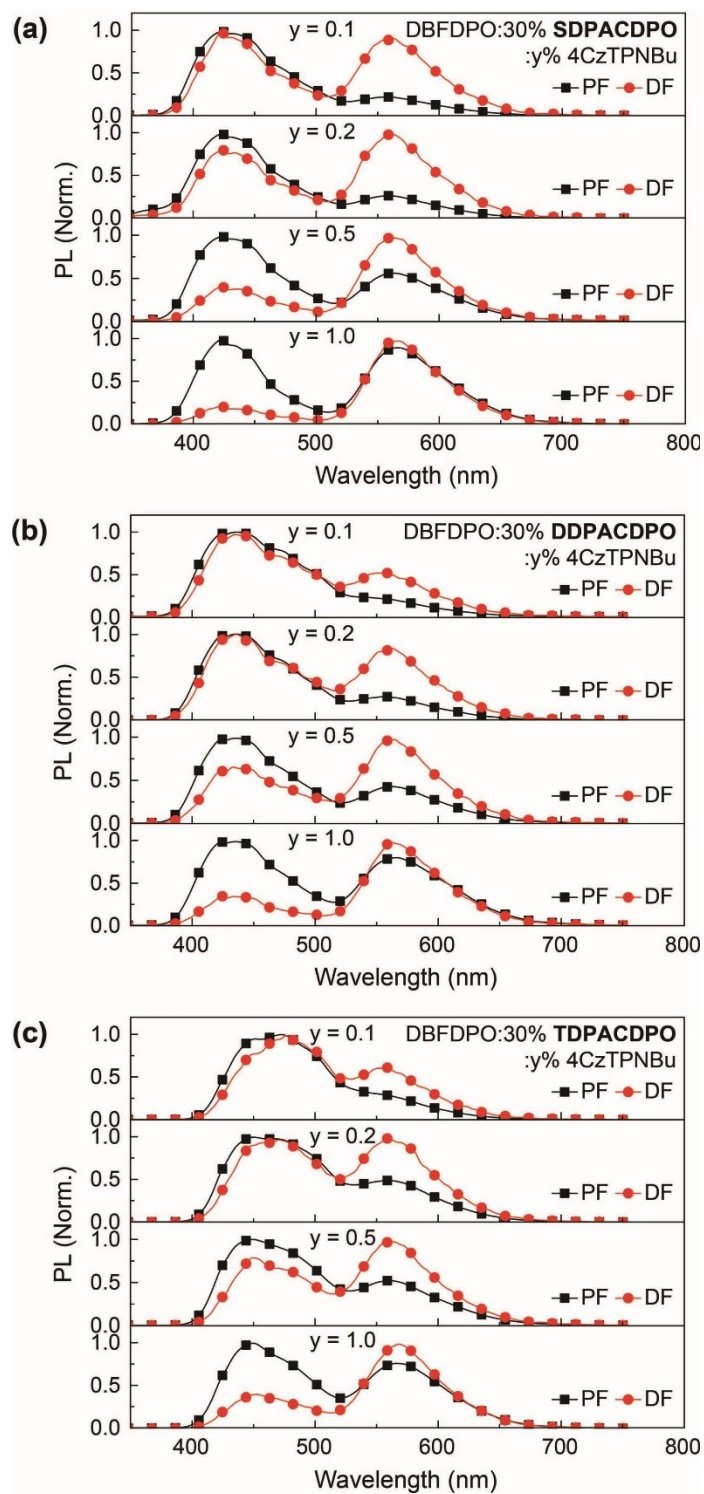 (a)
y = 0.1 DBFDPO:30% SDPACDPO
:y% 4CzTPNBu
PF DF
1.0
0.5
0.0
y = 0.2
PF DF
1.0
0.5
0.0
y = 0.5
PF DF
1.0
0.5
0.0
y = 1.0
PF DF
1.0
0.5
0.0
PL (Norm.)
400 500 600 700 800
Wavelength (nm)
(b)
y = 0.1 DBFDPO:30% DDPACDPO
:y% 4CzTPNBu
PF DF
1.0
0.5
0.0
y = 0.2
PF DF
1.0
0.5
0.0
y = 0.5
PF DF
1.0
0.5
0.0
y = 1.0
PF DF
1.0
0.5
0.0
PL (Norm.)
400 500 600 700 800
Wavelength (nm)
(c)
y = 0.1 DBFDPO:30% TDPACDPO
:y% 4CzTPNBu
PF DF
1.0
0.5
0.0
y = 0.2
PF DF
1.0
0.5
0.0
y = 0.5
PF DF
1.0
0.5
0.0
y = 1.0
PF DF
1.0
0.5
0.0
PL (Norm.)
400 500 600 700 800
Wavelength (nm)